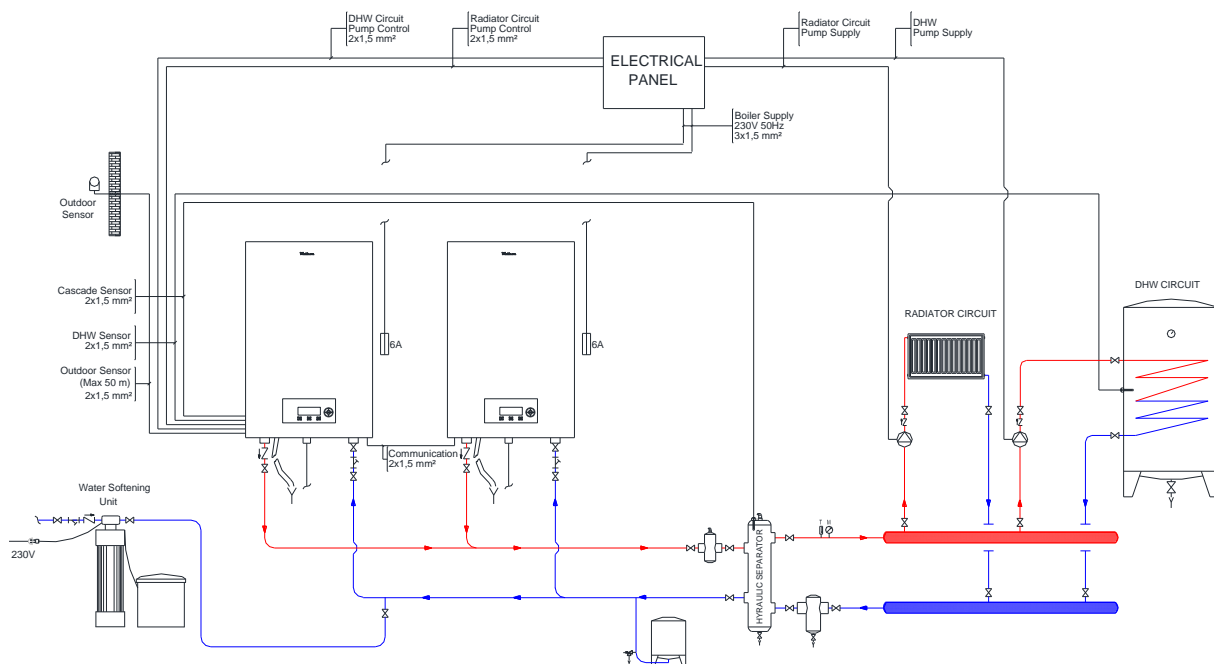 DHW Circuit
Pump Control
2x1,5 mm²
Radiator Circuit
Pump Control
2x1,5 mm²
ELECTRICAL
PANEL
Radiator Circuit
Pump Supply
DHW
Pump Supply
Boiler Supply
230V 50Hz
3x1,5 mm²
Outdoor
Sensor
Cascade Sensor
2x1,5 mm²
DHW Sensor
2x1,5 mm²
Outdoor Sensor
(Max 50 m)
2x1,5 mm²
6A
6A
RADIATOR CIRCUIT
DHW CIRCUIT
Communication
2x1,5 mm²
Water Softening
Unit
230V
HYRAULIC SEPARATOR
T
M